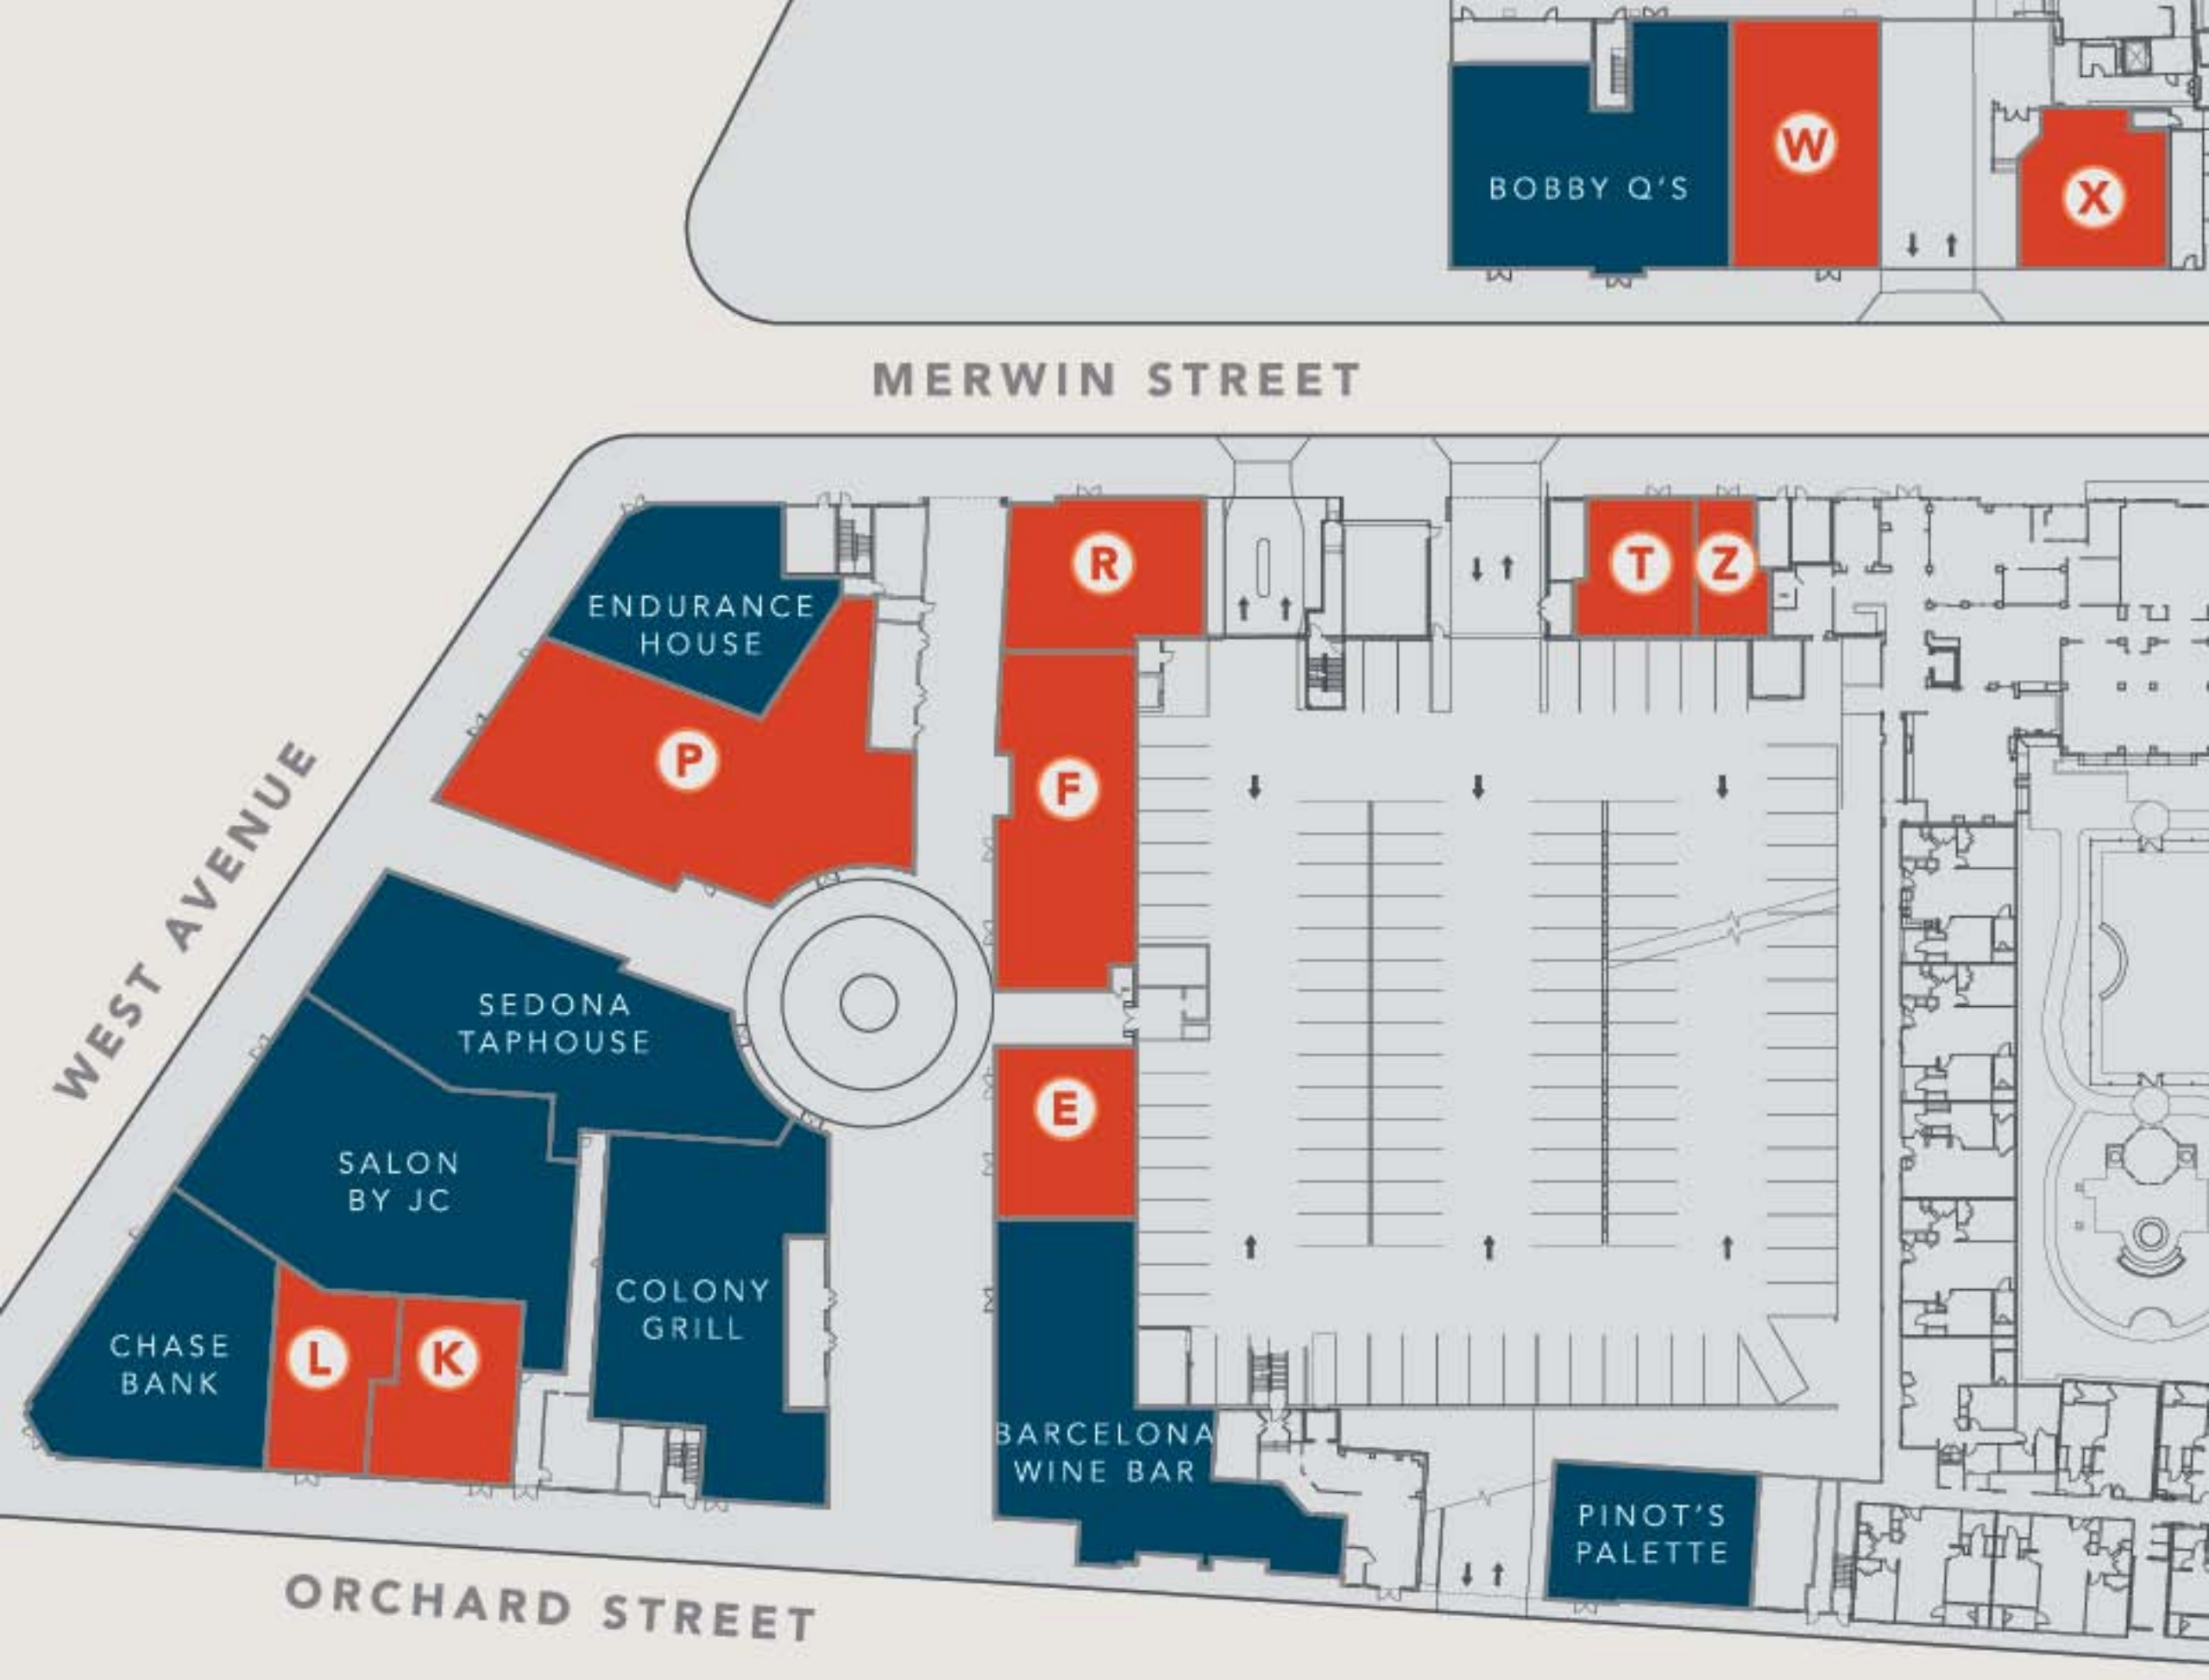 BOBBY Q'S
W
X
MERWIN STREET
R
T
Z
ENDURANCE
HOUSE
P
F
WEST AVENUE
SEDONA
TAPHOUSE
E
SALON
BY JC
COLONY
GRILL
CHASE
BANK
L
K
BARCELONA
WINE BAR
PINOT'S
PALETTE
ORCHARD STREET